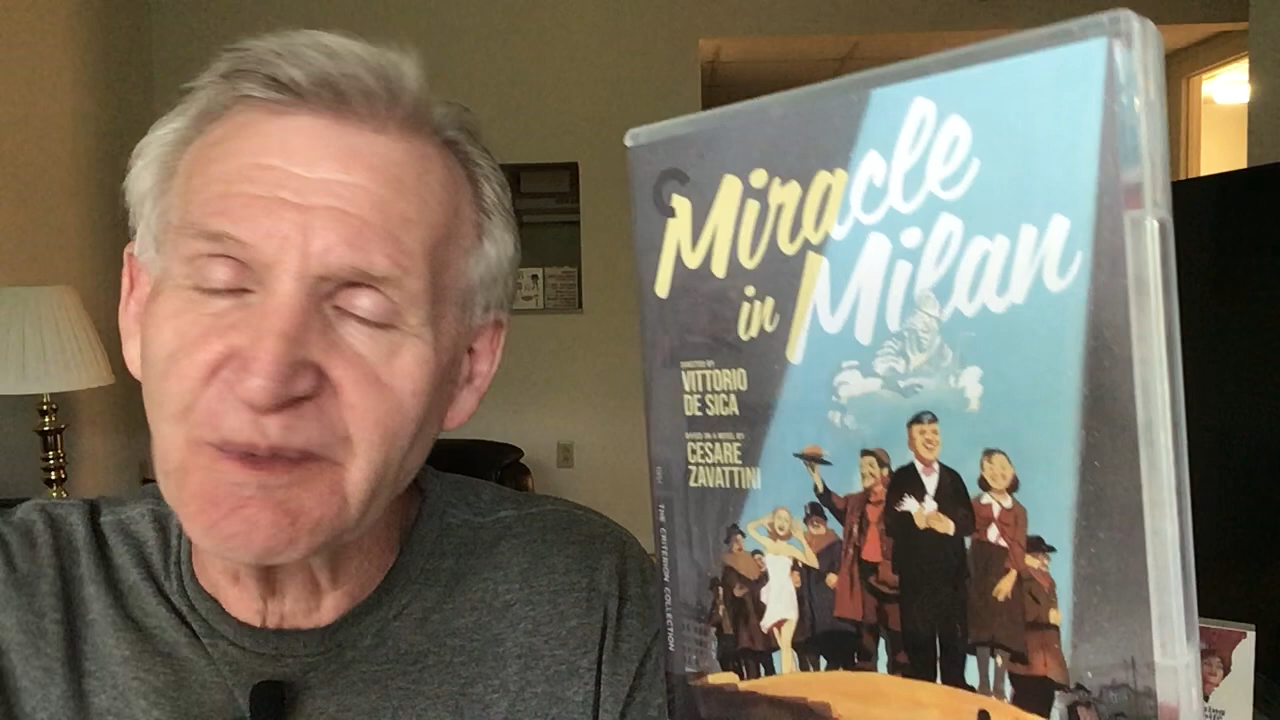 Miracle
in Milan
DIRECTED BY
VITTORIO
DE SICA
BASED ON A NOVEL BY
CESARE
ZAVATTINI
THE CRITERION COLLECTION